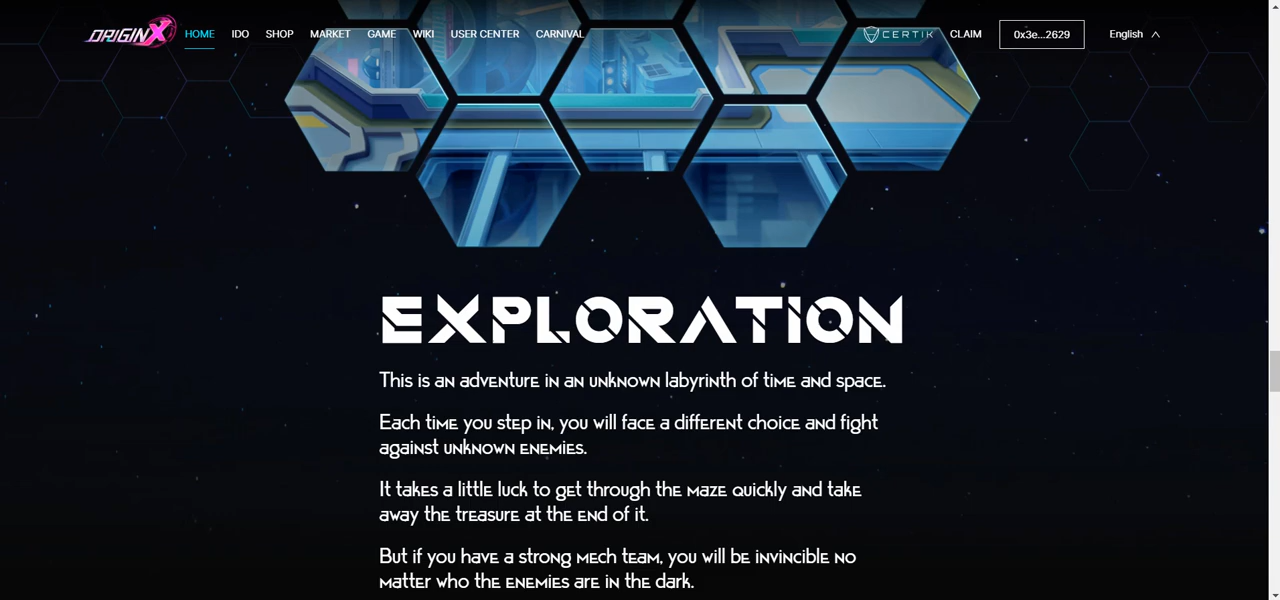 ORIGINX HOME IDO SHOP MARKET GAME WIKI USER CENTER CARNIVAL CERTIK CLAIM 0x3e...2629 English
EXPLORATION
This is an adventure in an unknown labyrinth of time and space.
Each time you step in, you will face a different choice and fight
against unknown enemies.
It takes a little luck to get through the maze quickly and take
away the treasure at the end of it.
But if you have a strong mech team, you will be invincible no
matter who the enemies are in the dark.